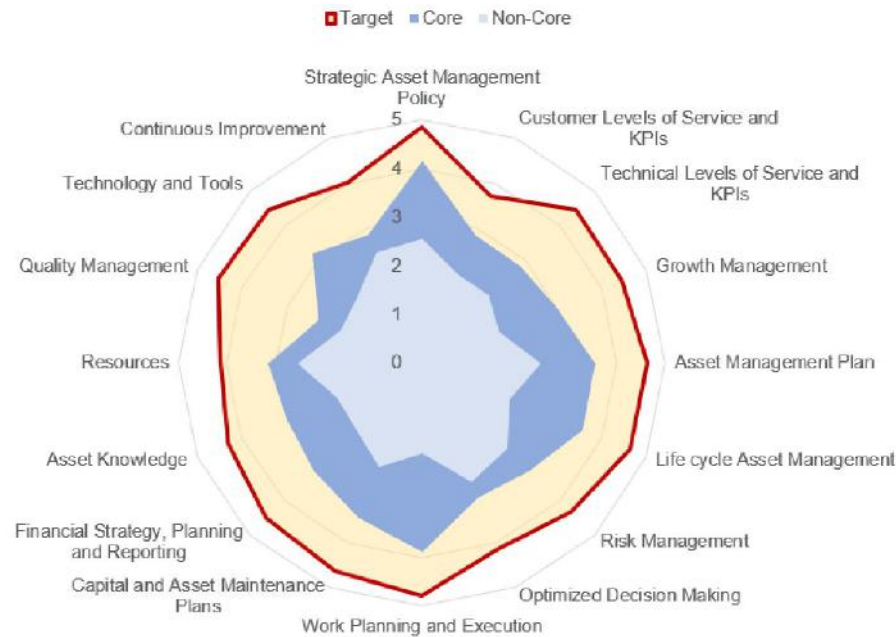 Target Core Non-Core
Strategic Asset Management
Policy
Continuous Improvement
Customer Levels of Service and
KPIs
Technology and Tools
Technical Levels of Service and
KPIs
Quality Management
Growth Management
Resources
Asset Management Plan
Asset Knowledge
Life cycle Asset Management
Financial Strategy, Planning
and Reporting
Risk Management
Capital and Asset Maintenance
Plans
Optimized Decision Making
Work Planning and Execution
5
4
3
2
1
0